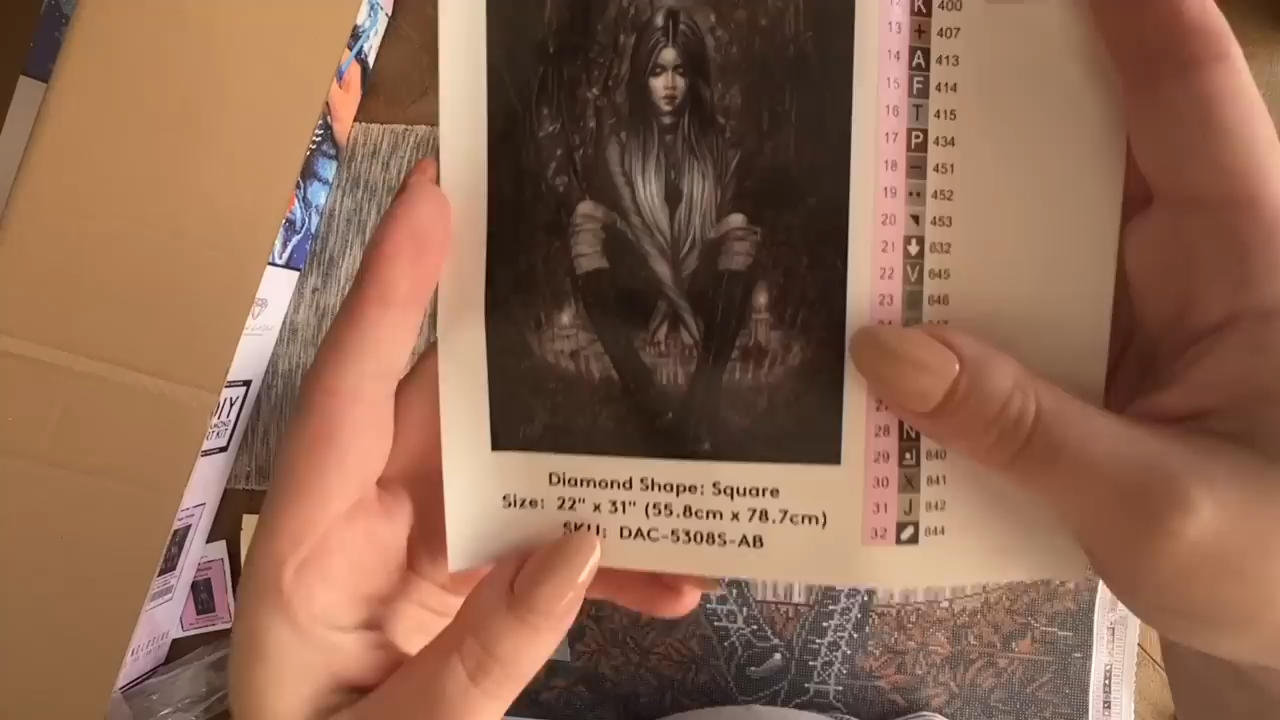 12 K 400
13 + 407
14 A 413
15 F 414
16 T 415
17 P 434
18 - 451
19 •• 452
20 453
21 632
22 V 645
23 646
28 N
29 840
30 X 841
31 J 842
32 844
Diamond Shape: Square
Size: 22" x 31" (55.8cm x 78.7cm)
SKU: DAC-5308S-AB
DIY